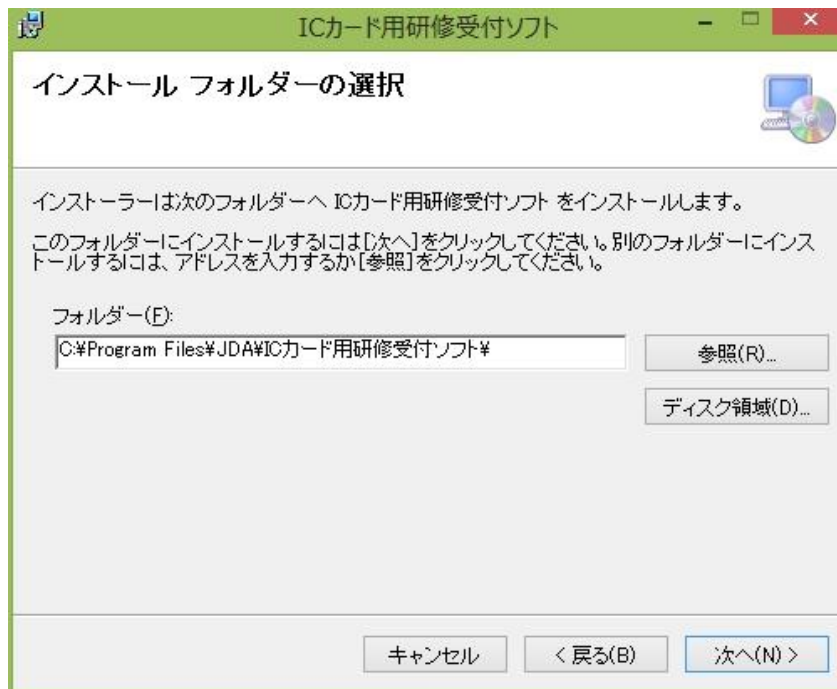 ICカード用研修受付ソフト
インストール フォルダーの選択
インストーラーは次のフォルダーへ ICカード用研修受付ソフト をインストールします。
このフォルダーにインストールするには[次へ]をクリックしてください。別のフォルダーにインス
トールするには、アドレスを入力するか[参照]をクリックしてください。
フォルダー(F):
C:¥Program Files¥JDA¥ICカード用研修受付ソフト¥
参照(R)...
ディスク領域(D)...
キャンセル
< 戻る(B)
次へ(N) >